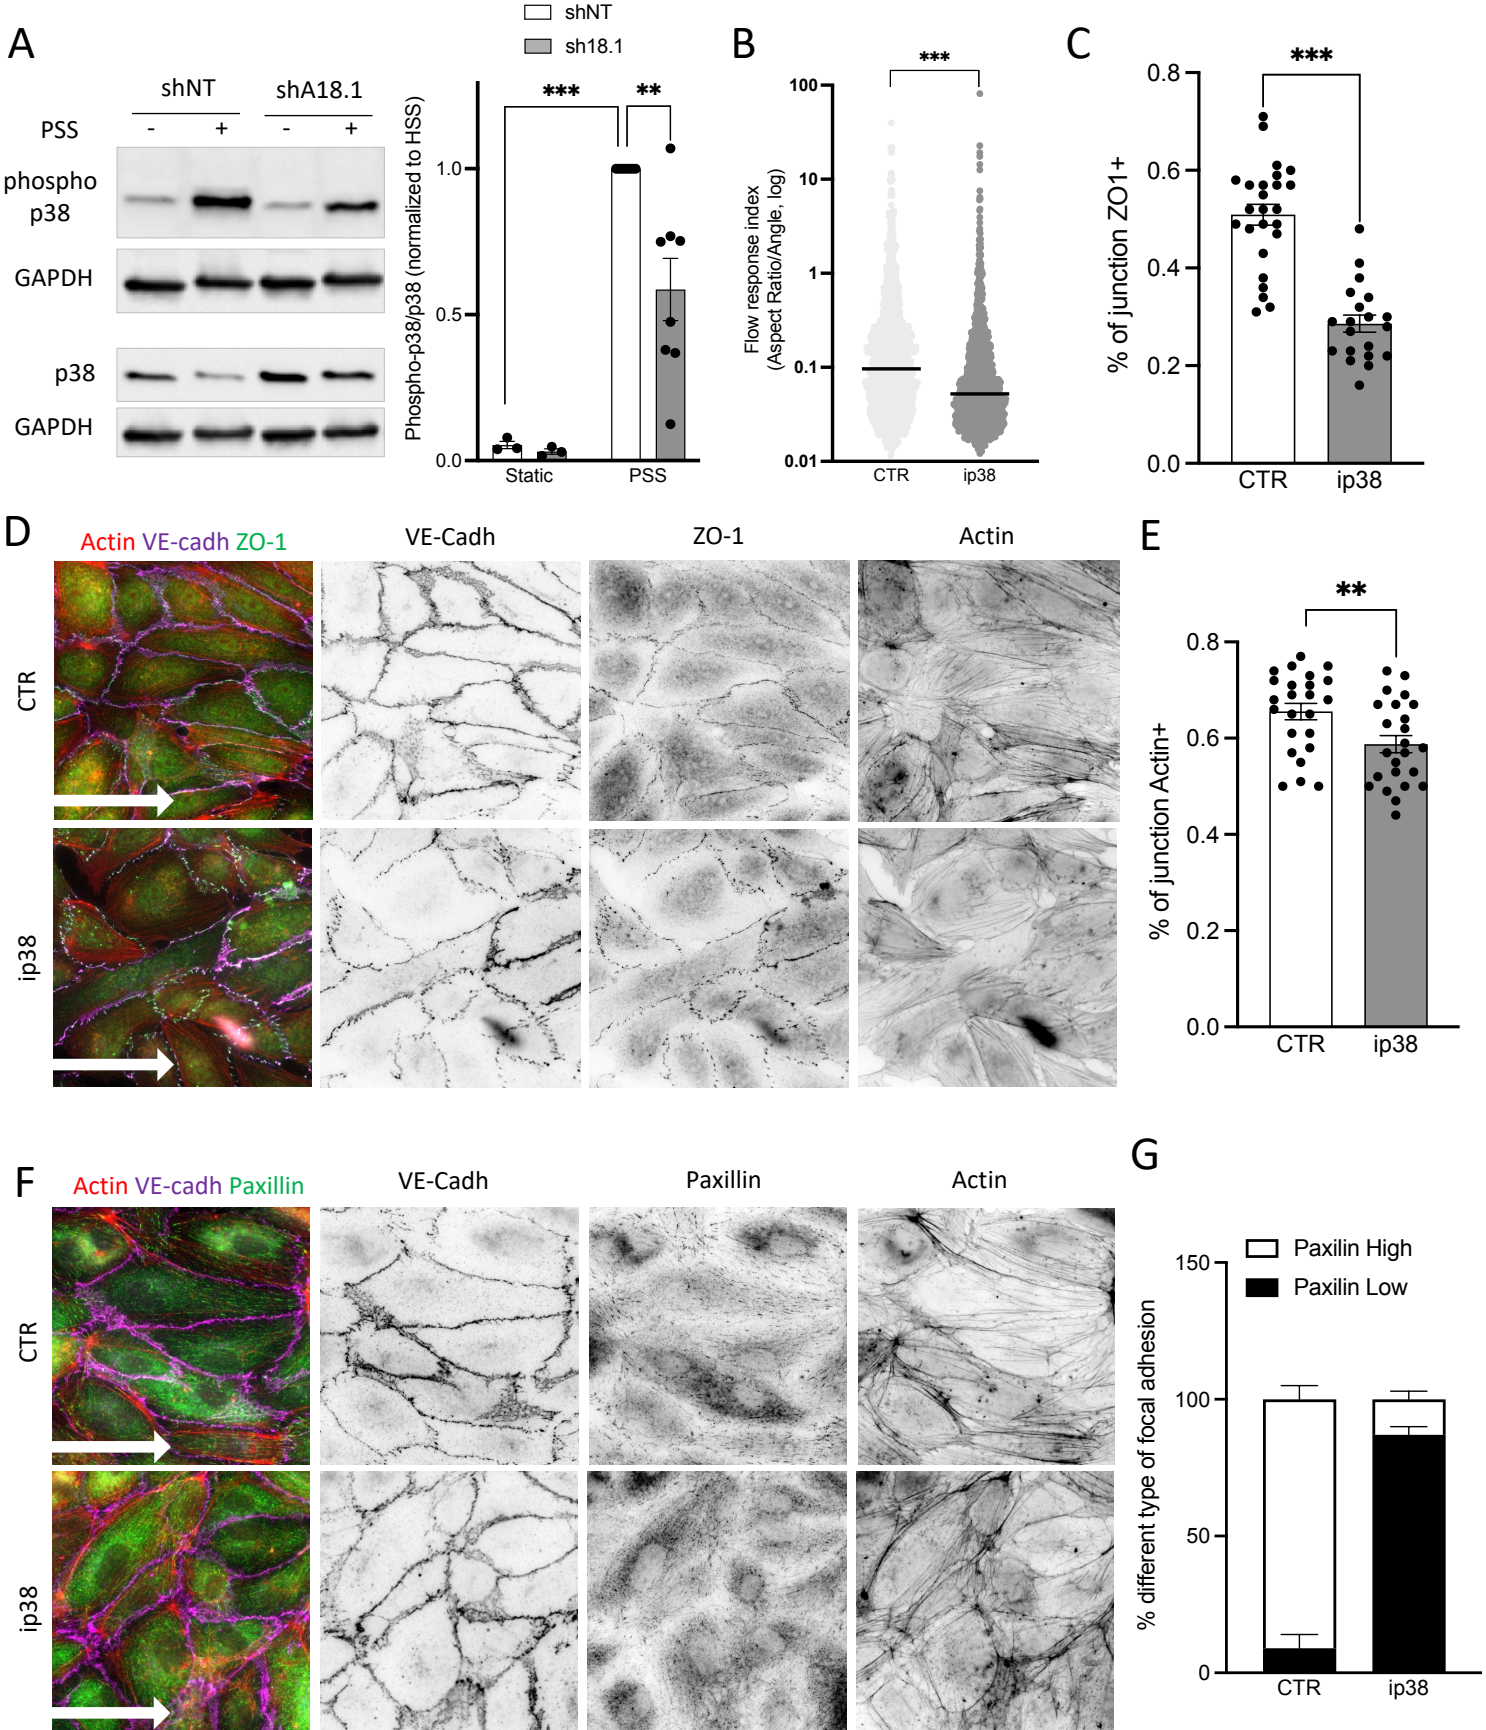 shNT
sh18.1
A
shNT shA18.1
PSS - + - +
phospho
p38
GAPDH
p38
GAPDH
Phospho-p38/p38 (normalized to HSS)
1.0
0.5
0.0
*** **
Static PSS
B
***
Flow response index
(Aspect Ratio/Angle, log)
100
10
1
0.1
0.01
CTR ip38
C
***
% of junction ZO1+
0.8
0.6
0.4
0.2
0.0
CTR ip38
D
Actin VE-cadh ZO-1
VE-Cadh
ZO-1
Actin
CTR
ip38
E
**
% of junction Actin+
0.8
0.6
0.4
0.2
0.0
CTR ip38
F
Actin VE-cadh Paxillin
VE-Cadh
Paxillin
Actin
CTR
ip38
G
Paxilin High
Paxilin Low
% different type of focal adhesion
150
100
50
0
CTR ip38